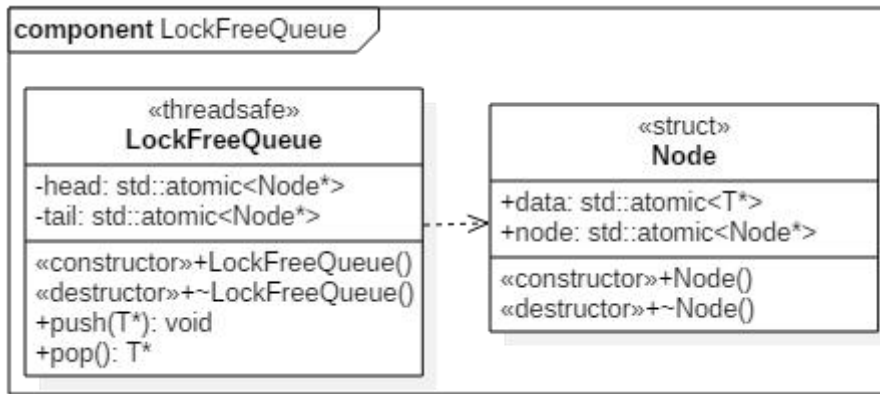 component LockFreeQueue
«threadsafe»
LockFreeQueue
-head: std::atomic<Node*>
-tail: std::atomic<Node*>
«constructor»+LockFreeQueue()
«destructor»+~LockFreeQueue()
+push(T*): void
+pop(): T*
«struct»
Node
+data: std::atomic<T*>
+node: std::atomic<Node*>
«constructor»+Node()
«destructor»+~Node()